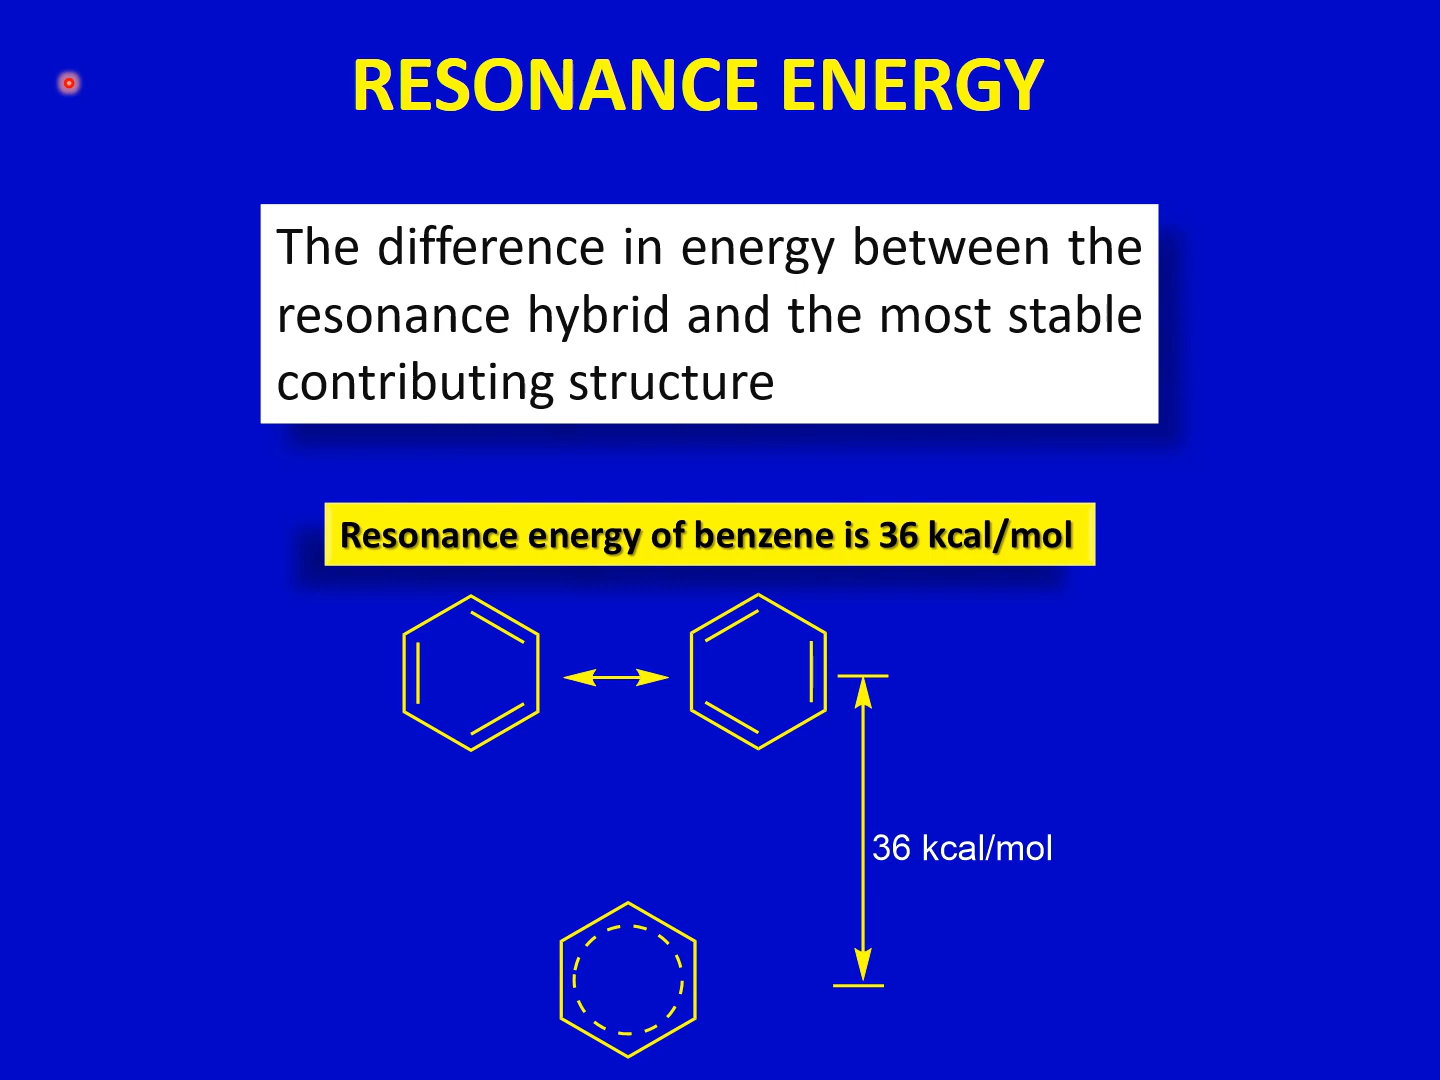 RESONANCE ENERGY
The difference in energy between the
resonance hybrid and the most stable
contributing structure
Resonance energy of benzene is 36 kcal/mol
36 kcal/mol